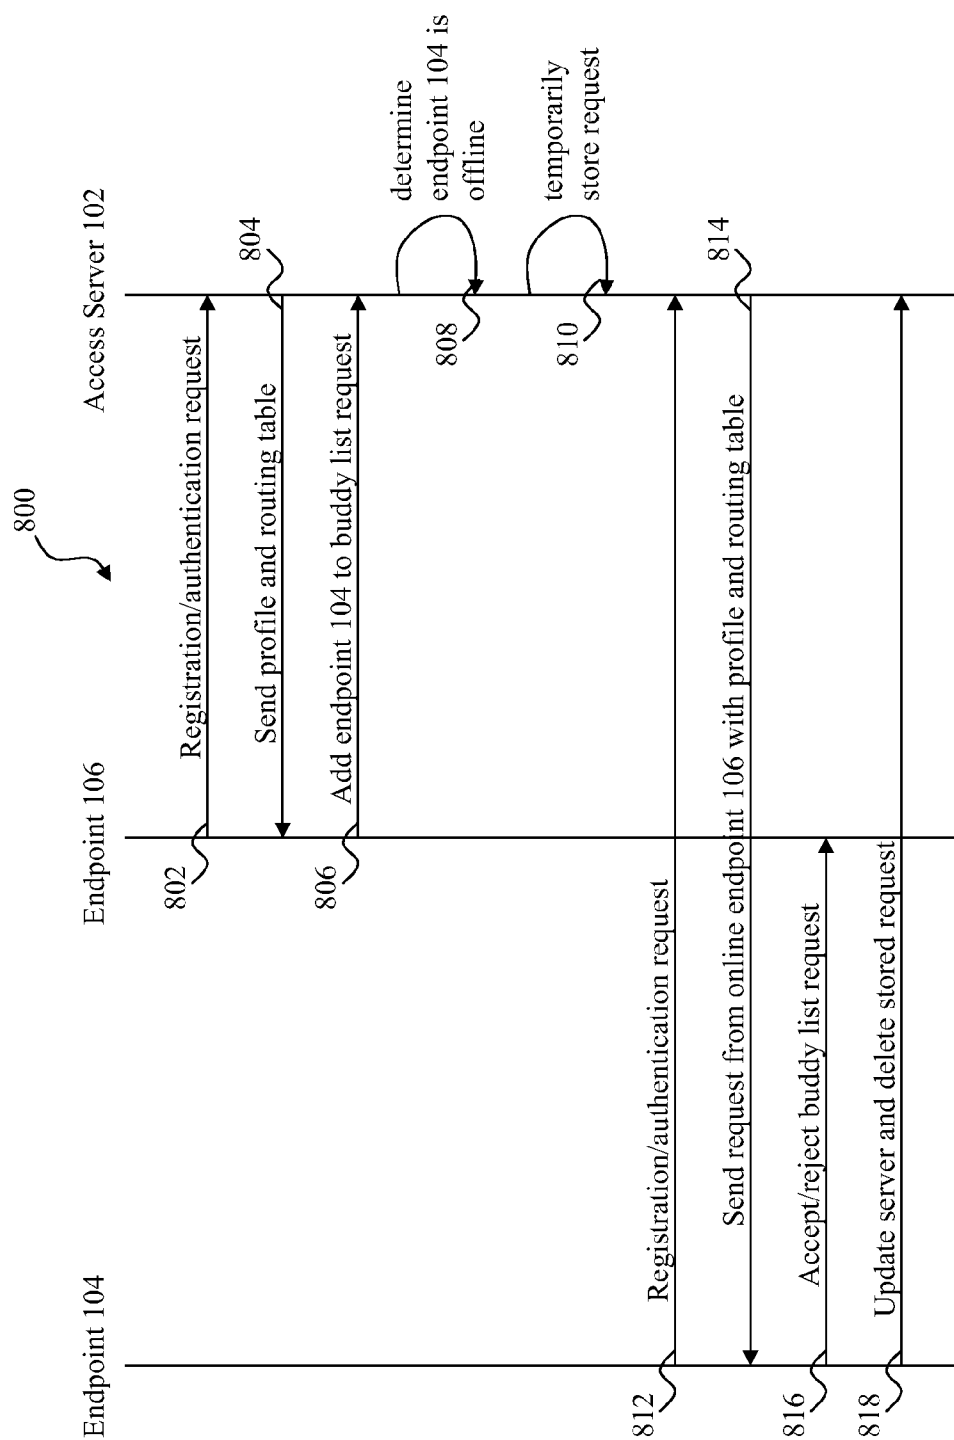 800
Endpoint 104
Endpoint 106
Access Server 102
802
Registration/authentication request
804
Send profile and routing table
806
Add endpoint 104 to buddy list request
808
determine
endpoint 104 is
offline
810
temporarily
store request
812
Registration/authentication request
814
Send request from online endpoint 106 with profile and routing table
816
Accept/reject buddy list request
818
Update server and delete stored request